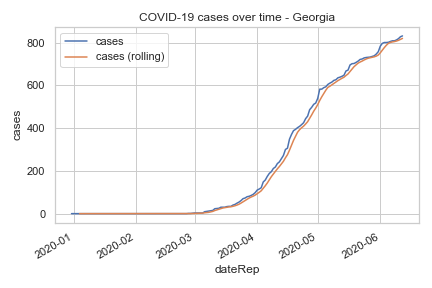 COVID-19 cases over time - Georgia
cases
cases (rolling)
800
600
400
200
0
cases
2020-01
2020-02
2020-03
2020-04
2020-05
2020-06
dateRep